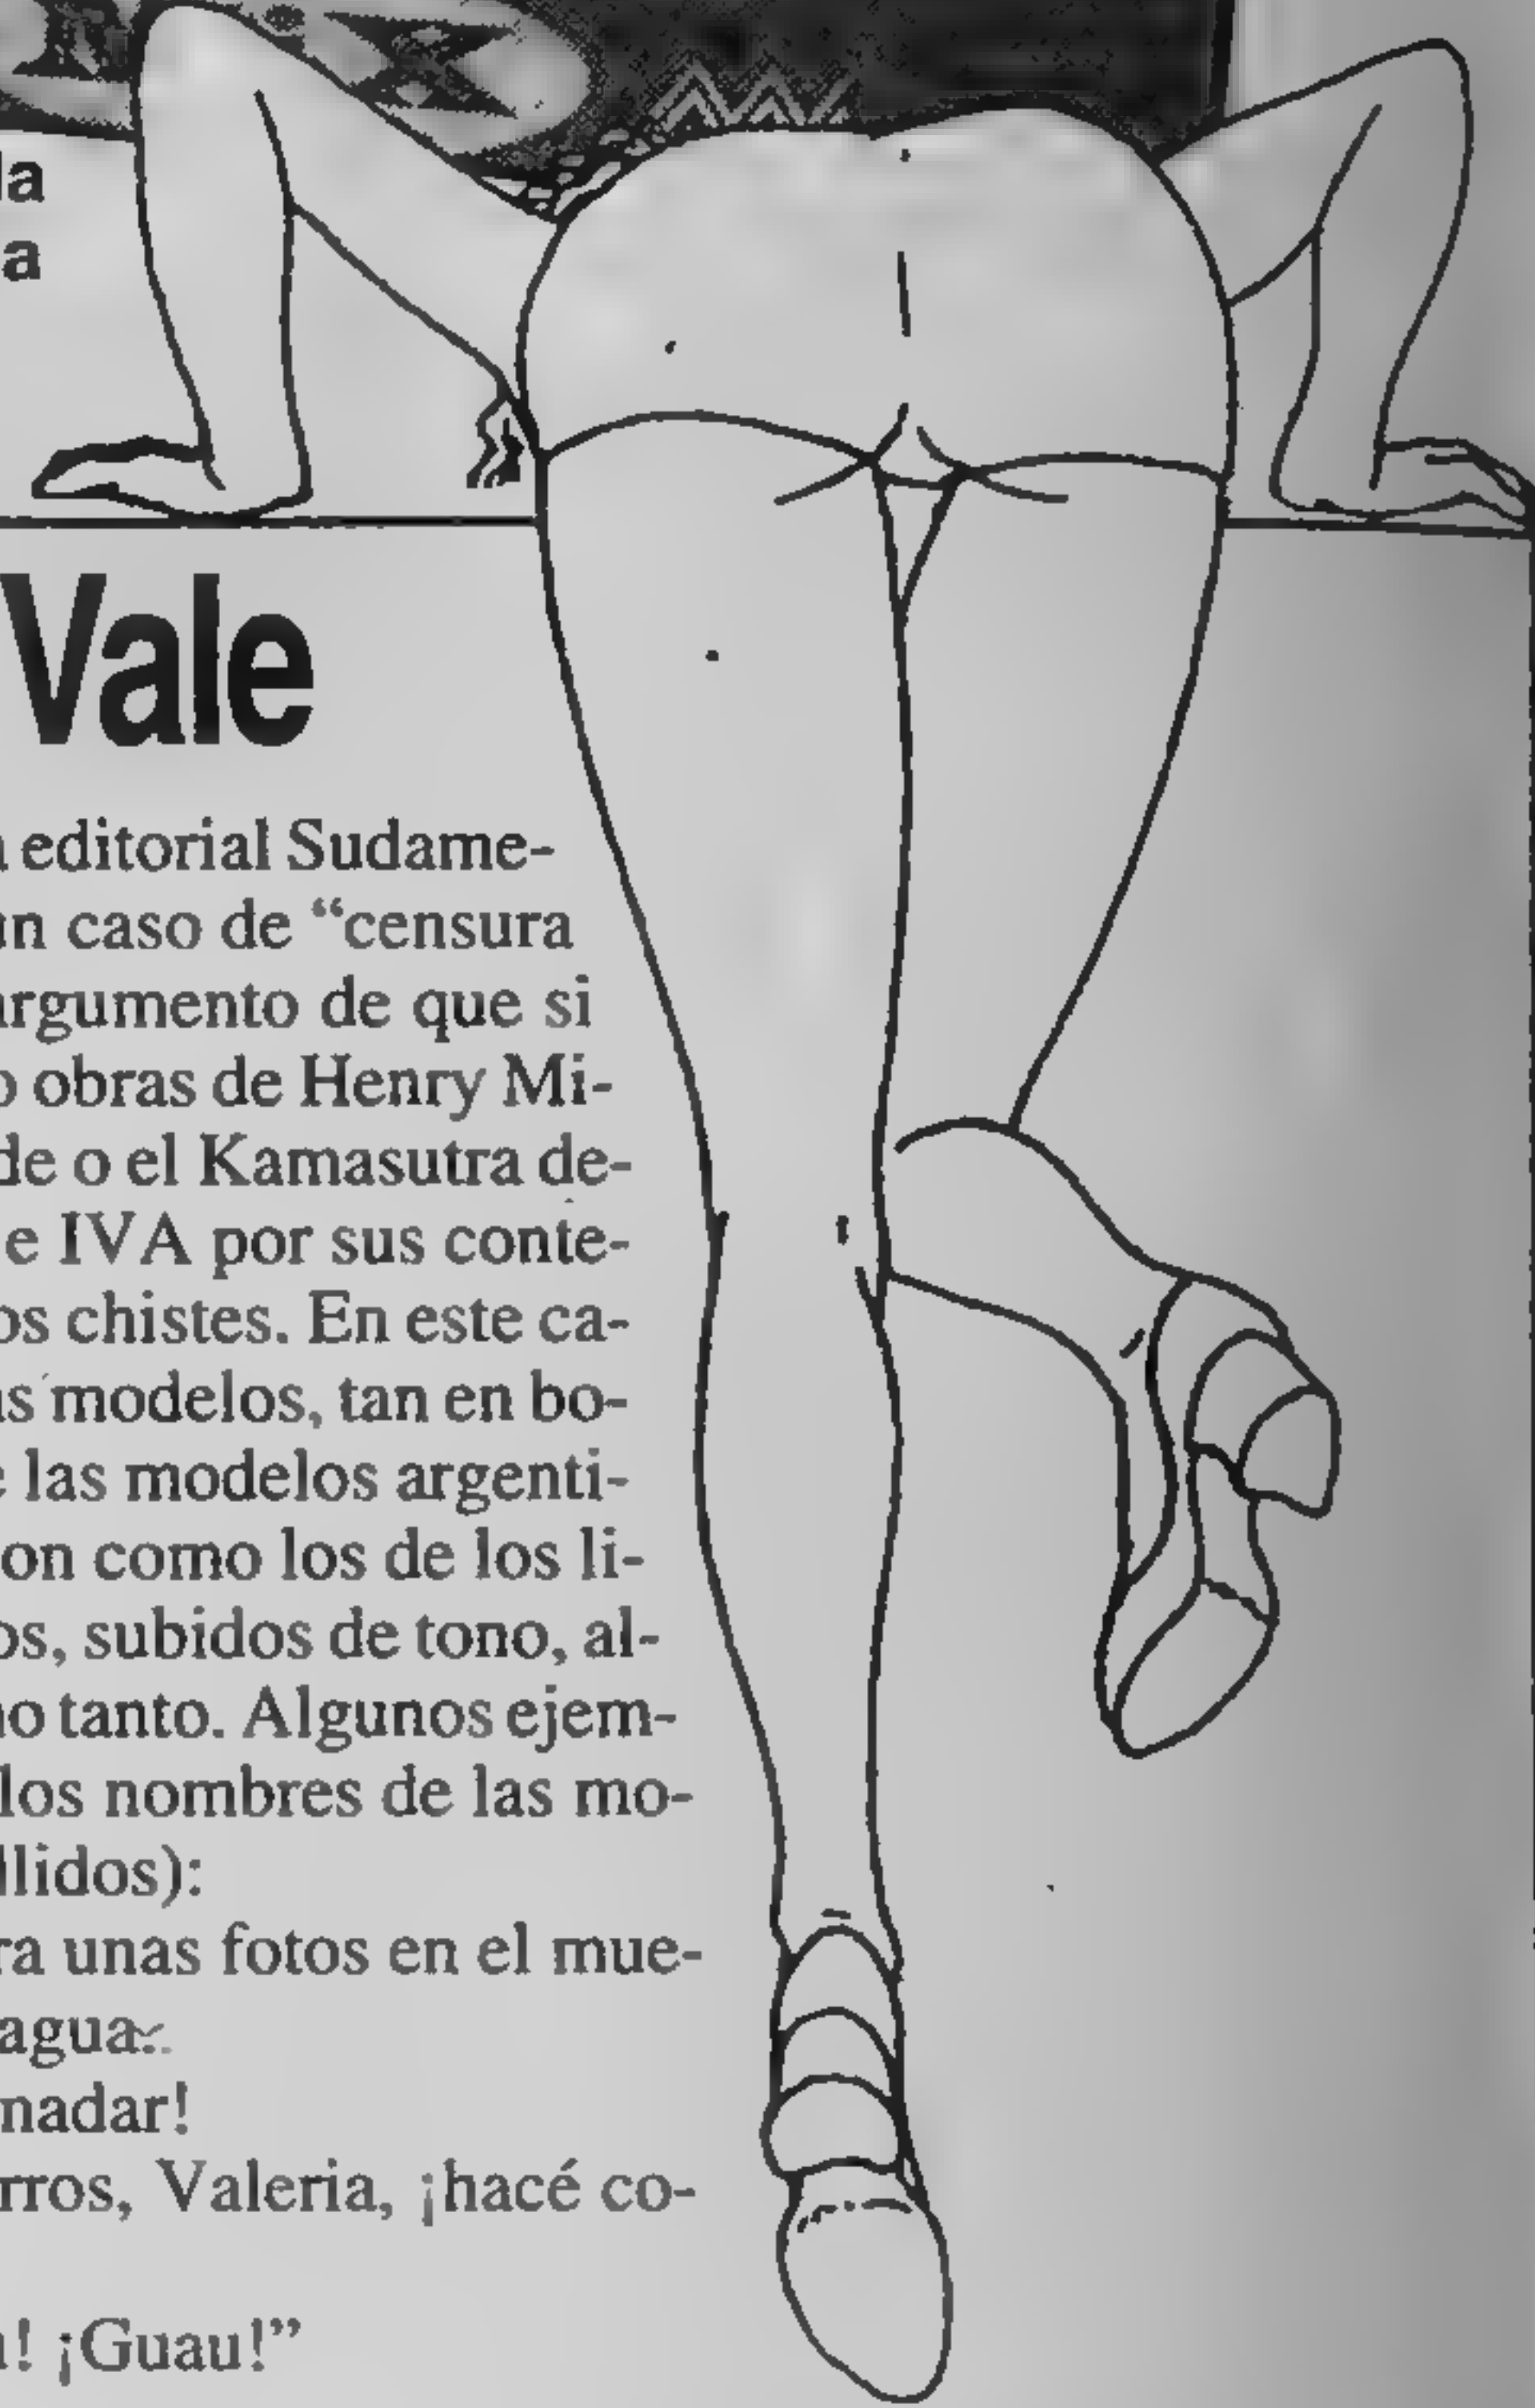 la
a
Vale
editorial Sudame-
un caso de “censura
argumento de que si
obras de Henry Mi-
de o el Kamasutra de-
e IVA por sus conte-
os chistes. En este ca-
as modelos, tan en bo-
las modelos argenti-
on como los de los li-
os, subidos de tono, al-
no tanto. Algunos ejem-
los nombres de las mo-
llidos):
ra unas fotos en el mue-
agua.
nadar!
rros, Valeria, ¡hacé co-
! ¡Guau!”